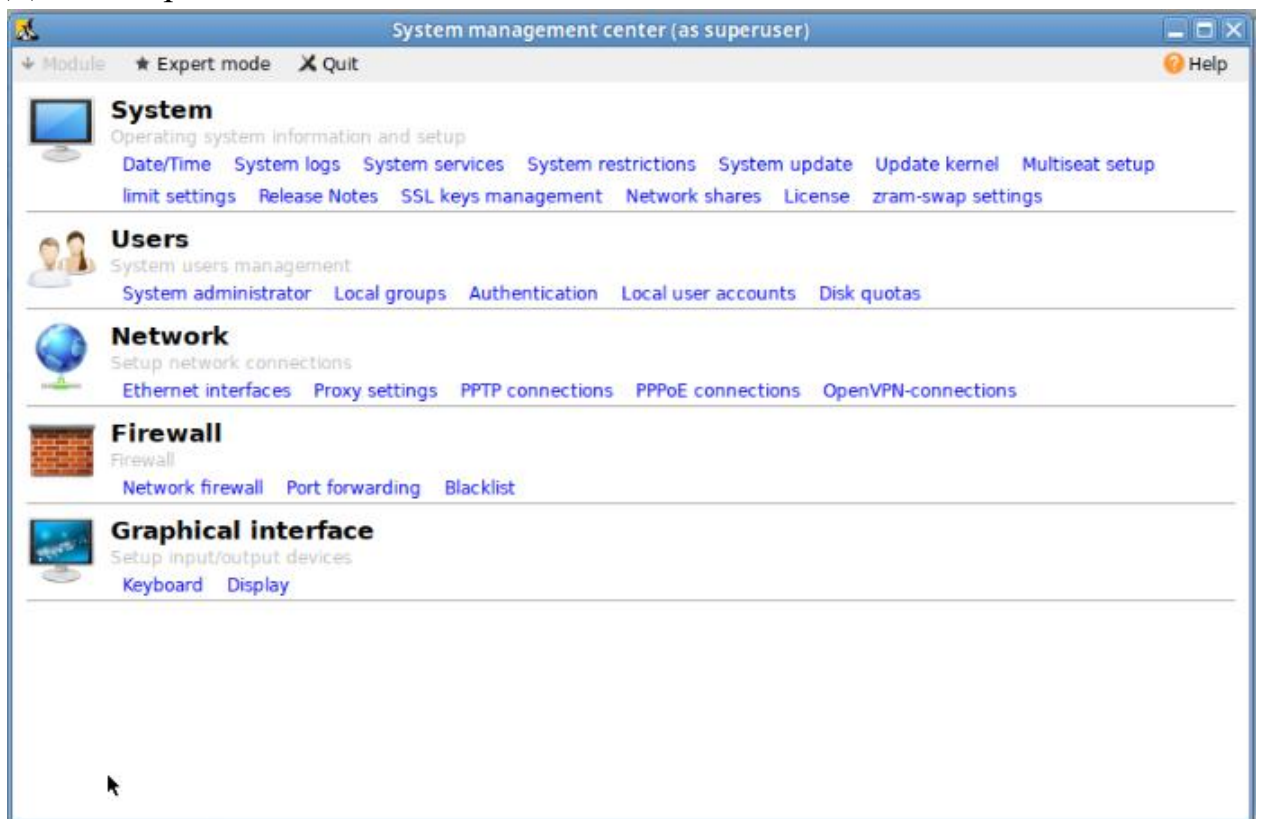 System management center (as superuser)
Module Expert mode Quit Help
System
Operating system information and setup
Date/Time System logs System services System restrictions System update Update kernel Multiseat setup
limit settings Release Notes SSL keys management Network shares License zram-swap settings
Users
System users management
System administrator Local groups Authentication Local user accounts Disk quotas
Network
Setup network connections
Ethernet interfaces Proxy settings PPTP connections PPPoE connections OpenVPN-connections
Firewall
Firewall
Network firewall Port forwarding Blacklist
Graphical interface
Setup input/output devices
Keyboard Display